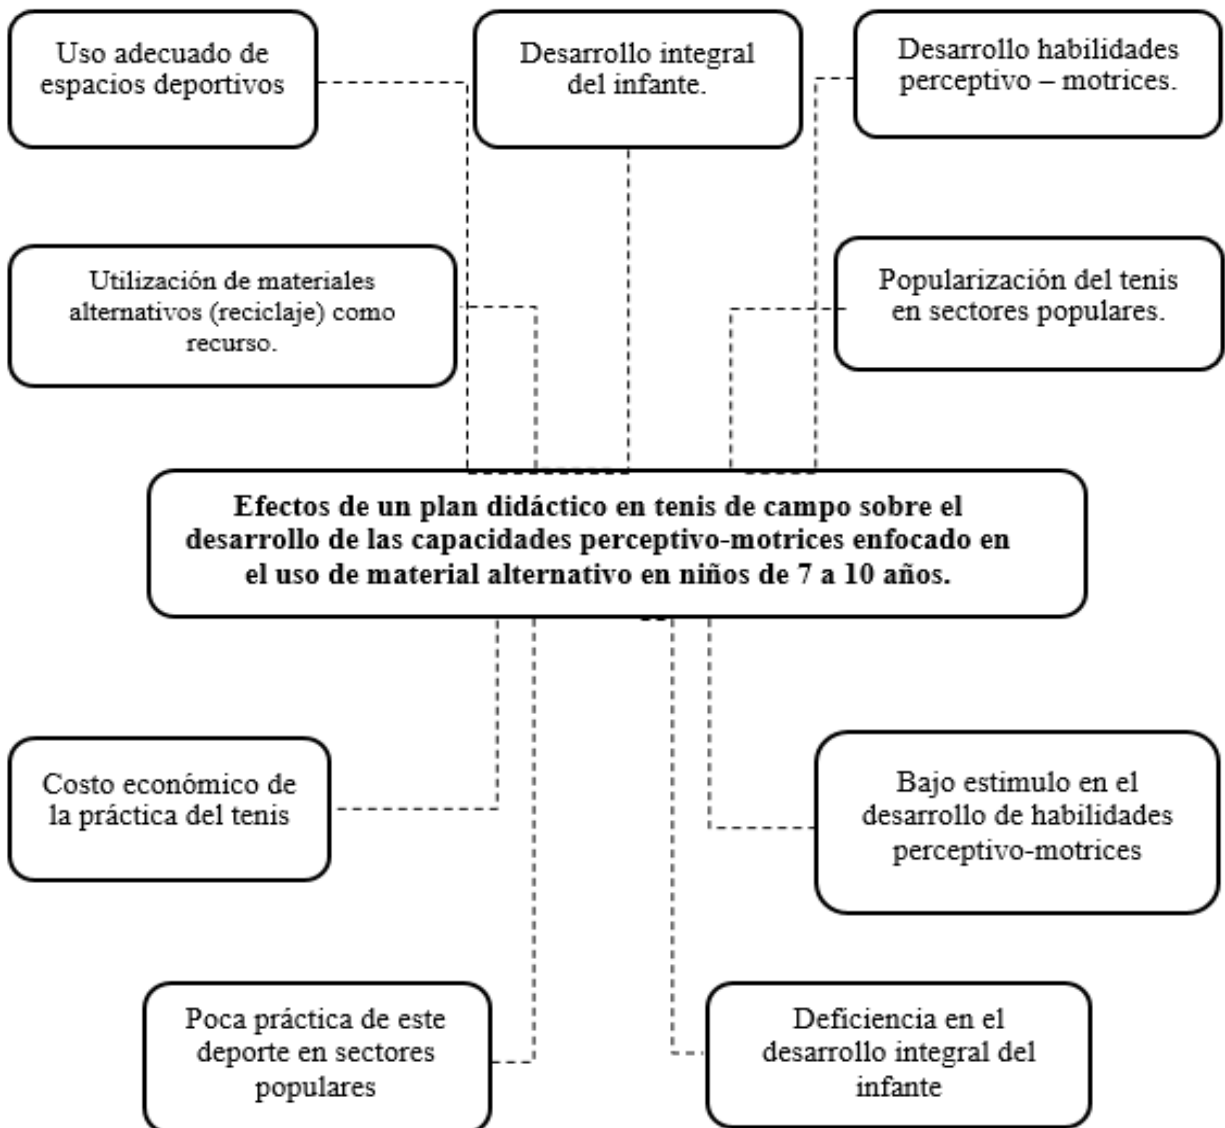 Uso adecuado de
espacios deportivos
Desarrollo integral
del infante.
Desarrollo habilidades
perceptivo – motrices.
Utilización de materiales
alternativos (reciclaje) como
recurso.
Popularización del tenis
en sectores populares.
Efectos de un plan didáctico en tenis de campo sobre el
desarrollo de las capacidades perceptivo-motrices enfocado en
el uso de material alternativo en niños de 7 a 10 años.
Costo económico de
la práctica del tenis
Bajo estimulo en el
desarrollo de habilidades
perceptivo-motrices
Poca práctica de este
deporte en sectores
populares
Deficiencia en el
desarrollo integral del
infante